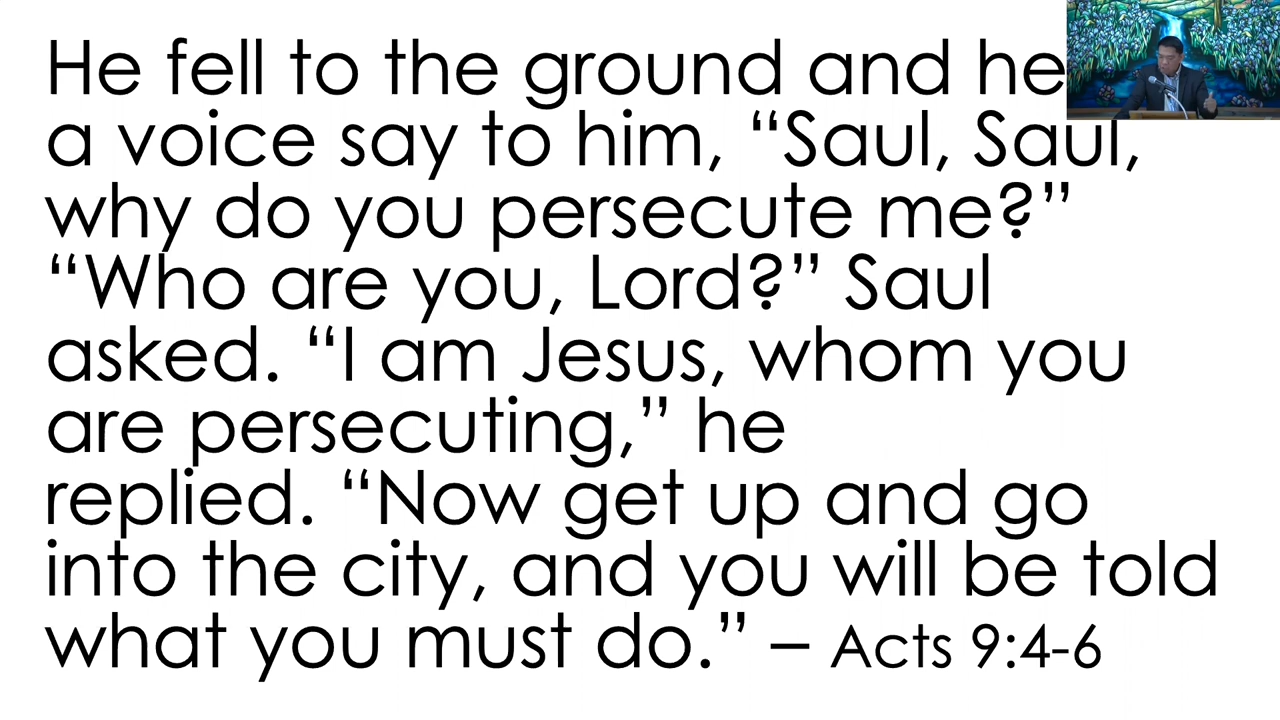 He fell to the ground and he
a voice say to him, “Saul, Saul,
why do you persecute me?”
“Who are you, Lord?” Saul
asked. “I am Jesus, whom you
are persecuting,” he
replied. “Now get up and go
into the city, and you will be told
what you must do.” – Acts 9:4-6